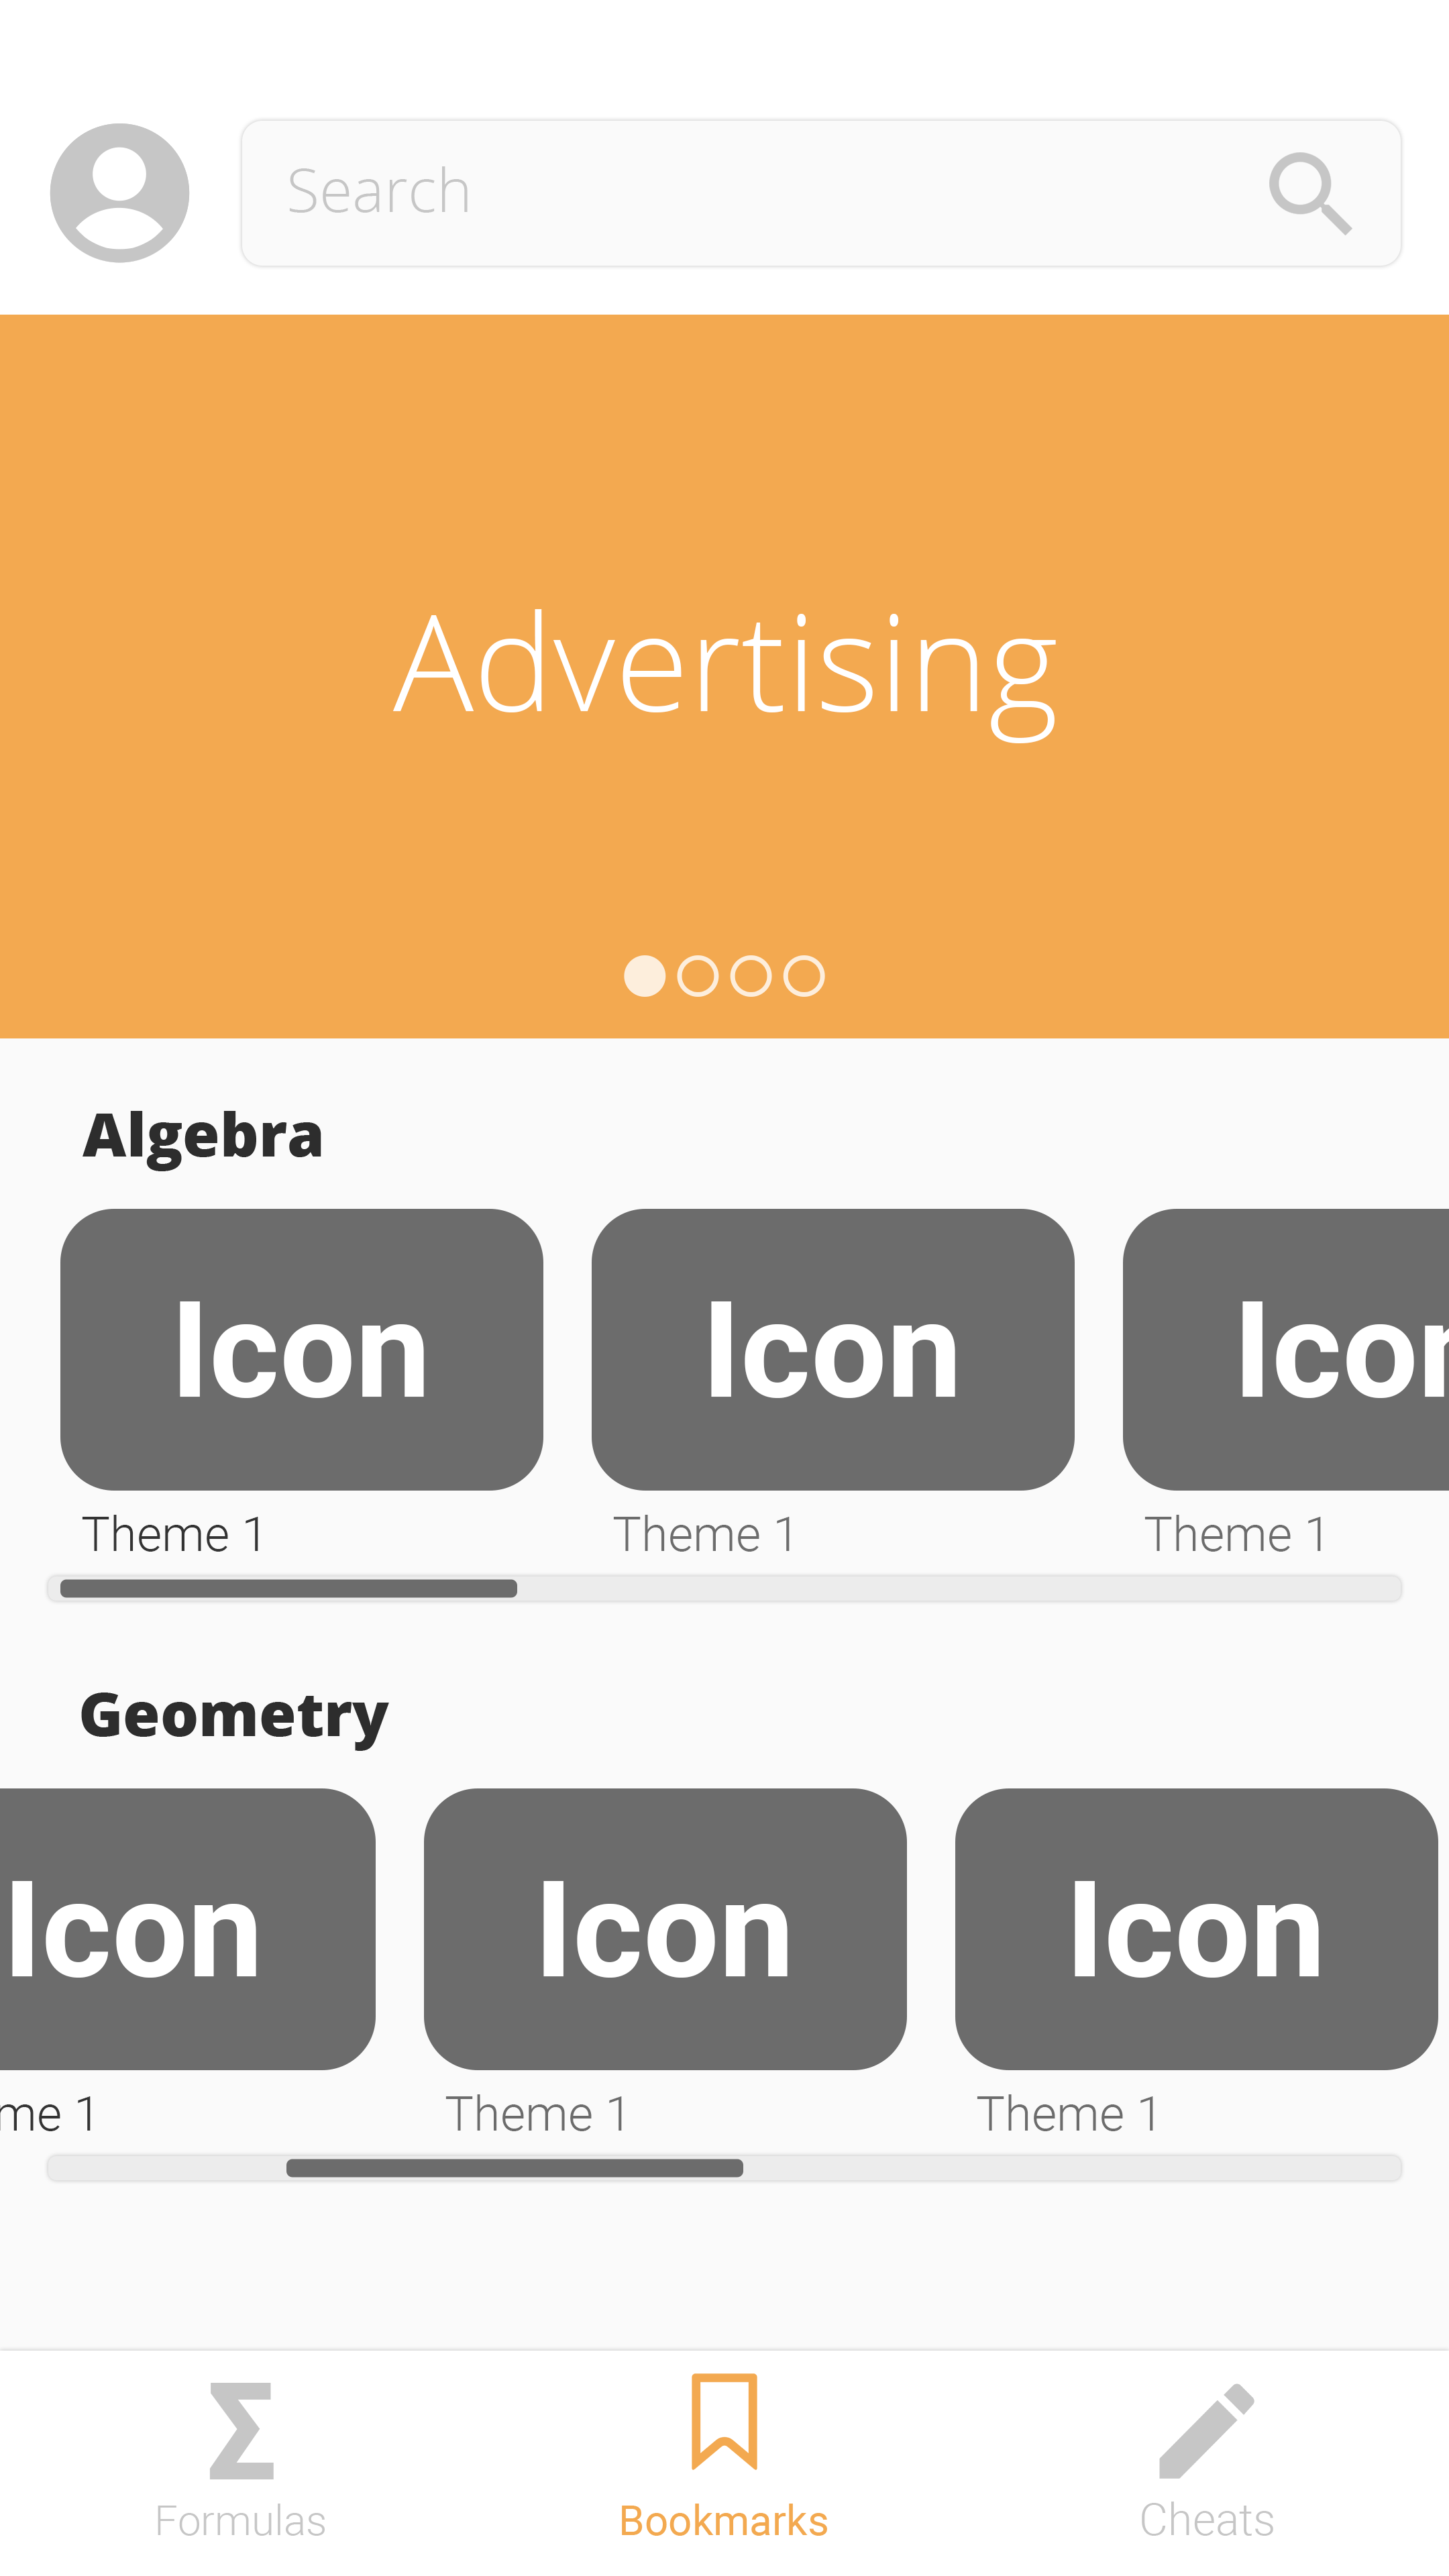 Search
Advertising
Algebra
Icon Icon Icon
Theme 1 Theme 1 Theme 1
Geometry
Icon Icon Icon
me 1 Theme 1 Theme 1
Formulas Bookmarks Cheats